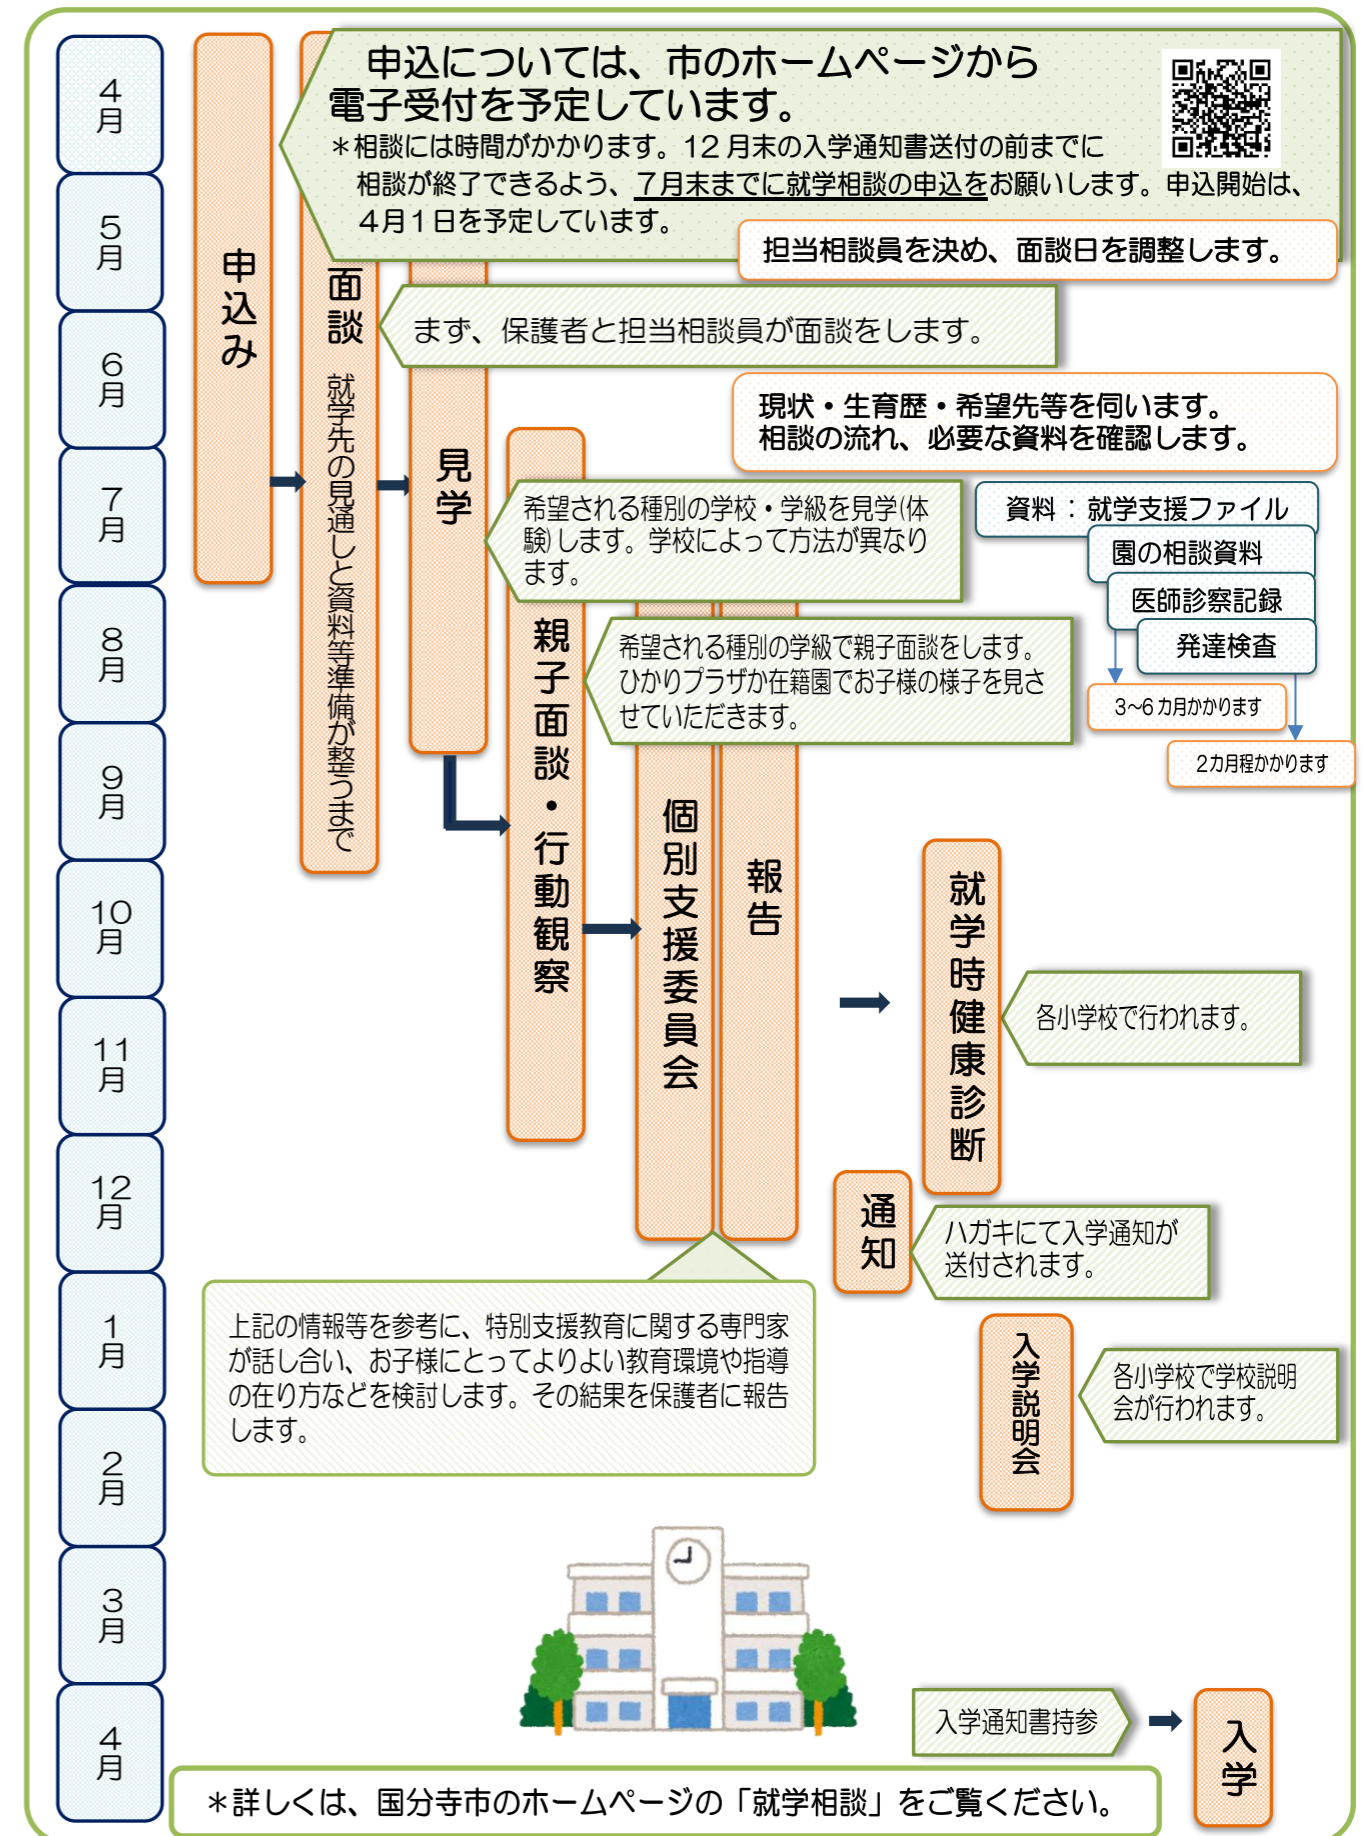 4月
5月
6月
7月
8月
9月
10月
11月
12月
1月
2月
3月
4月
申込み
申込については、市のホームページから
電子受付を予定しています。
＊相談には時間がかかります。12月末の入学通知書送付の前までに
相談が終了できるよう、7月末までに就学相談の申込をお願いします。申込開始は、
4月1日を予定しています。
担当相談員を決め、面談日を調整します。
面談 就学先の見通しと資料等準備が整うまで
まず、保護者と担当相談員が面談をします。
現状・生育歴・希望先等を伺います。
相談の流れ、必要な資料を確認します。
見学
希望される種別の学校・学級を見学(体
験)します。学校によって方法が異なり
ます。
資料：就学支援ファイル
園の相談資料
医師診察記録
発達検査
3～6カ月かかります
2カ月程かかります
親子面談・行動観察
希望される種別の学級で親子面談をします。
ひかりプラザか在籍園でお子様の様子を見さ
せていただきます。
個別支援委員会
報告
就学時健康診断
各小学校で行われます。
通知
ハガキにて入学通知が
送付されます。
上記の情報等を参考に、特別支援教育に関する専門家
が話し合い、お子様にとってよりよい教育環境や指導
の在り方などを検討します。その結果を保護者に報告
します。
入学説明会
各小学校で学校説明
会が行われます。
入学通知書持参
入学
＊詳しくは、国分寺市のホームページの「就学相談」をご覧ください。